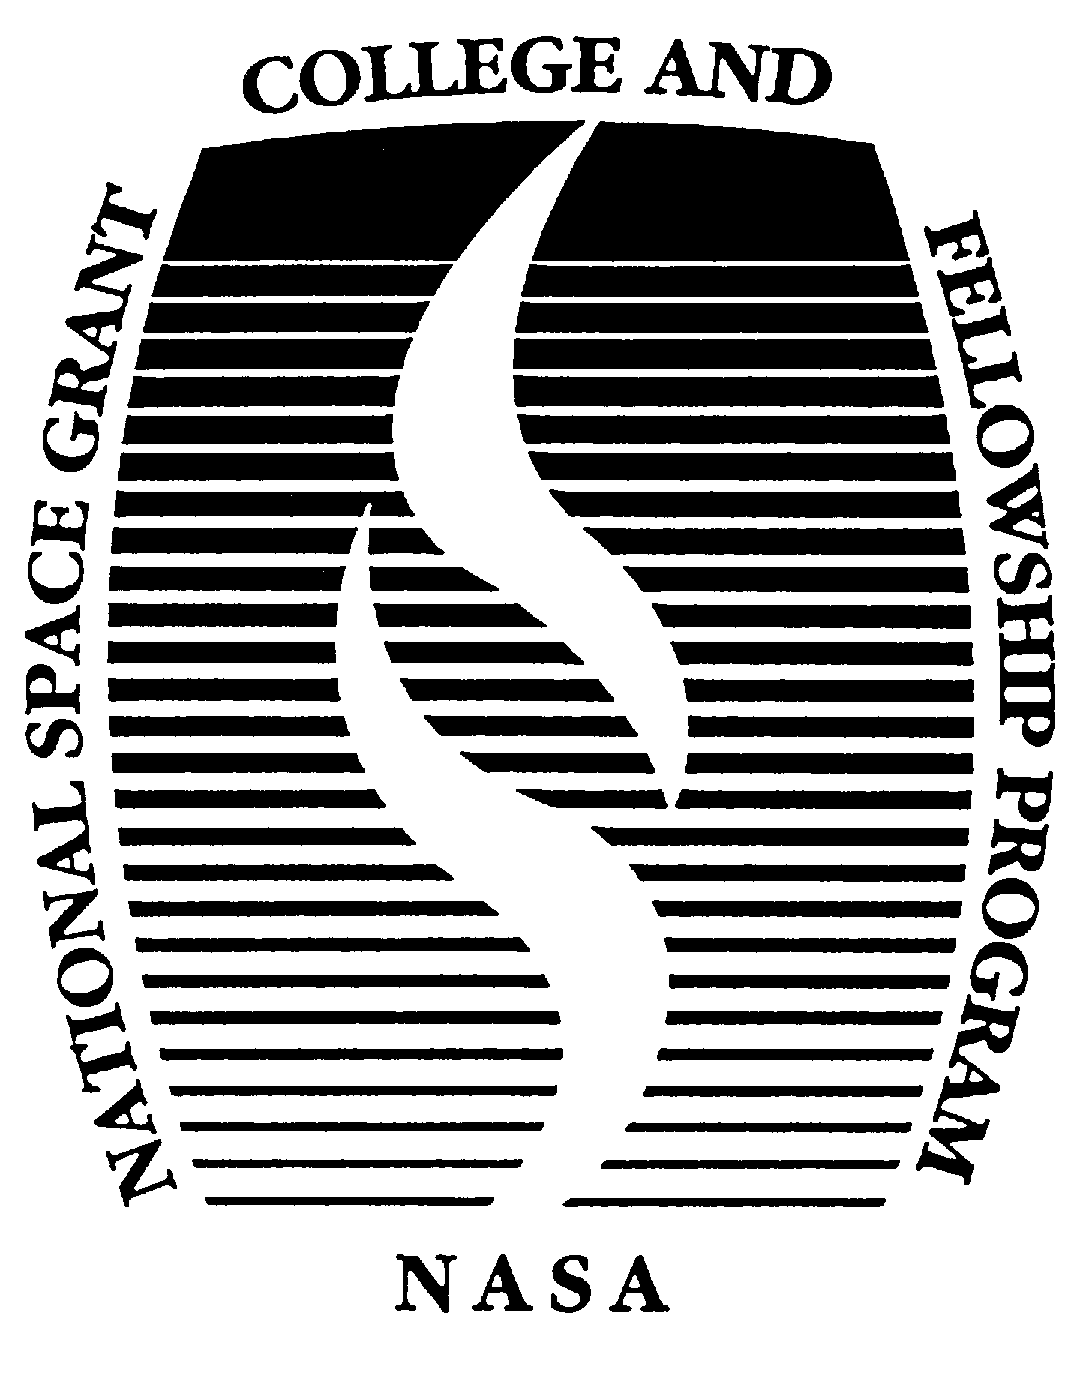 NATIONAL SPACE GRANT
COLLEGE AND
FELLOWSHIP PROGRAM
NASA